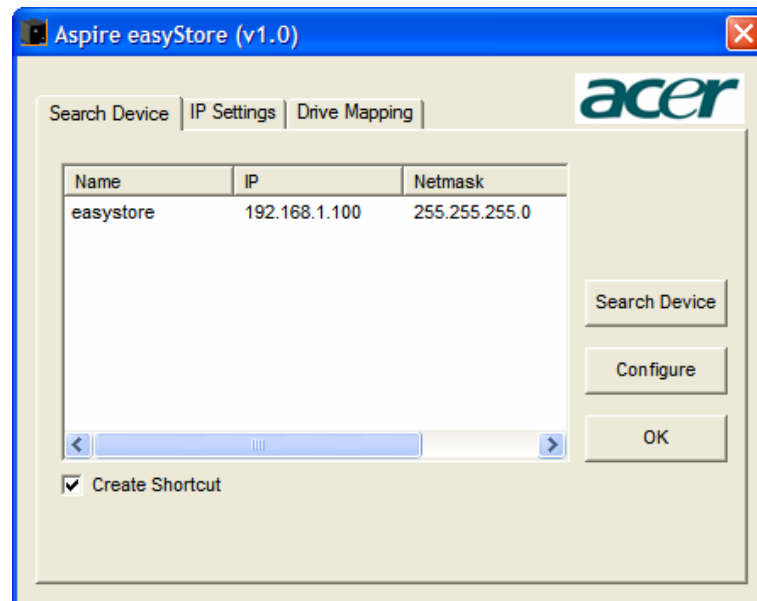 Aspire easyStore (v1.0)
acer
Search Device IP Settings Drive Mapping
Name IP Netmask
easystore 192.168.1.100 255.255.255.0
Search Device
Configure
OK
Create Shortcut